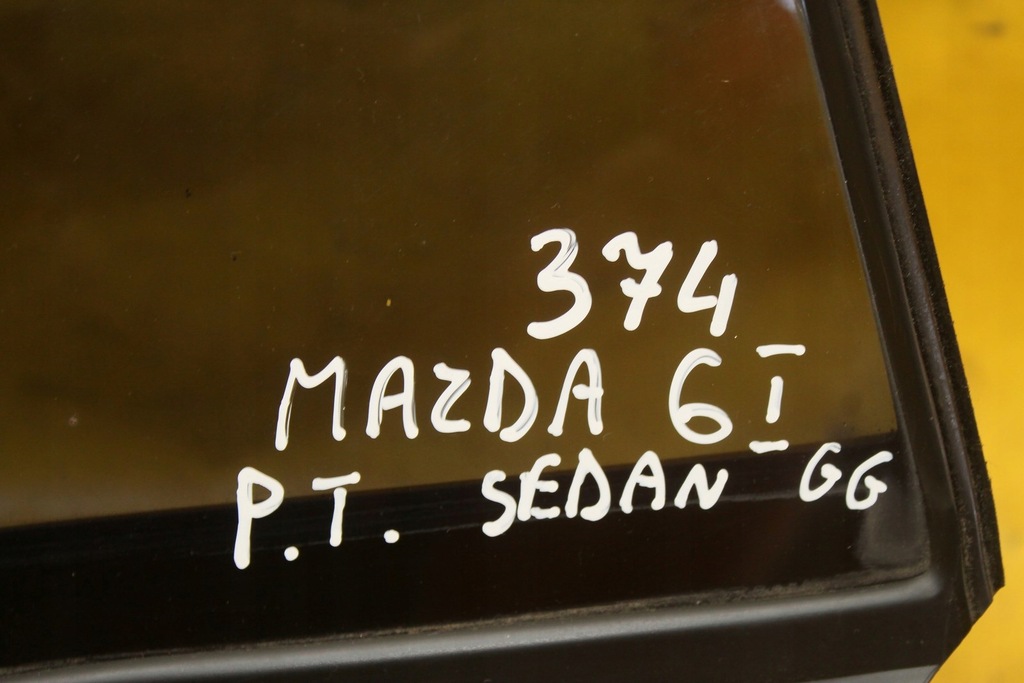 374
MAZDA 6 I
P.T. SEDAN GG